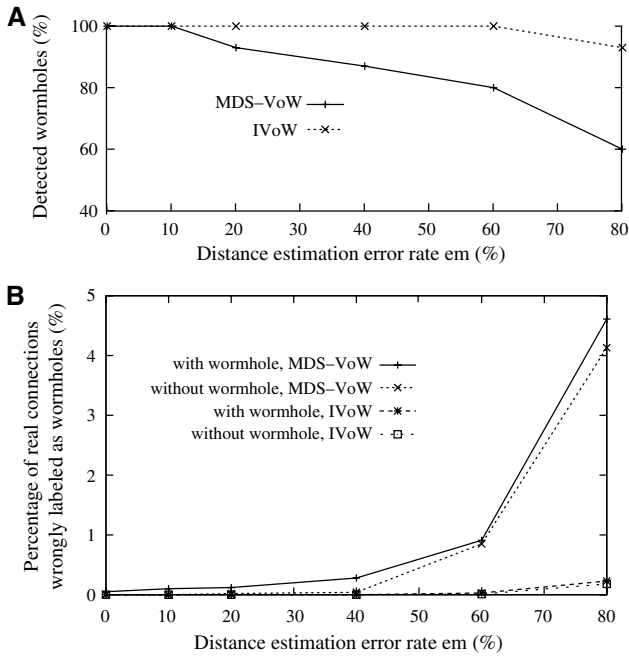 A
100
80
60
40
Detected wormholes (%)
MDS–VoW
IVoW
0 10 20 30 40 50 60 70 80
Distance estimation error rate em (%)
B
5
4
3
2
1
0
Percentage of real connections
wrongly labeled as wormholes (%)
with wormhole, MDS–VoW
without wormhole, MDS–VoW
with wormhole, IVoW
without wormhole, IVoW
0 10 20 30 40 50 60 70 80
Distance estimation error rate em (%)